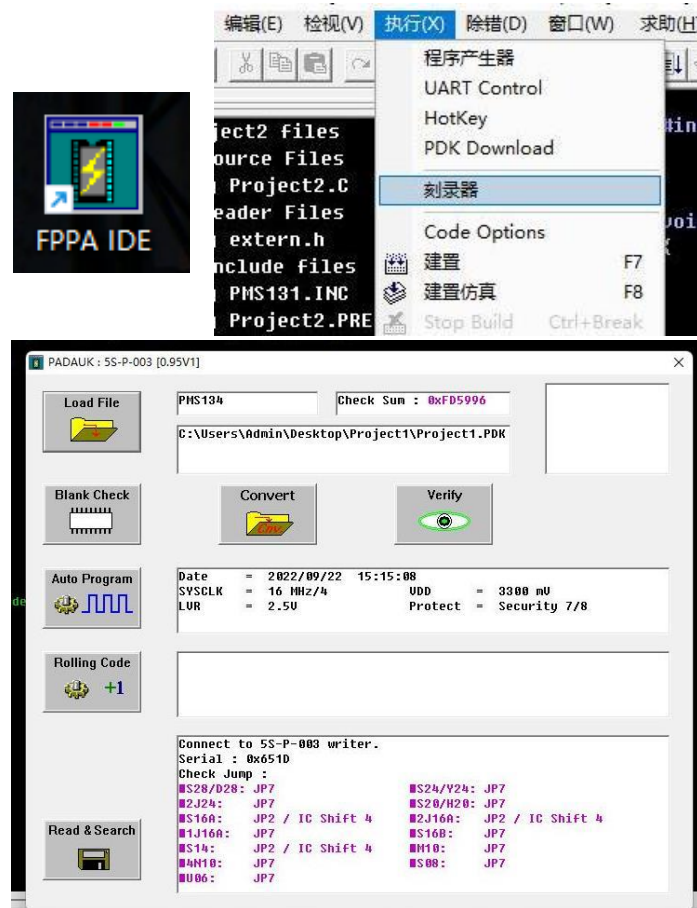 FPPA IDE
编辑(E) 检视(V) 执行(X) 除错(D) 窗口(W) 求助(H
程序产生器
UART Control
HotKey
PDK Download
刻录器
Code Options
建置 F7
建置仿真 F8
Stop Build Ctrl+Break
ject2 files
ource Files
Project2.C
eader Files
extern.h
nclude files
PMS131.INC
Project2.PRE
PADAUK : 5S-P-003 [0.95V1]
Load File
PMS134
Check Sum : 0xFD5996
C:\Users\Admin\Desktop\Project1\Project1.PDK
Blank Check
Convert
Verify
Auto Program
Date = 2022/09/22 15:15:08
SYSCLK = 16 MHz/4 VDD = 3300 mV
LVR = 2.5V Protect = Security 7/8
Rolling Code
+1
Connect to 5S-P-003 writer.
Serial : 0x651D
Check Jump :
■S28/D28: JP7 ■S24/Y24: JP7
■2J24: JP7 ■S20/H20: JP7
■S16A: JP2 / IC Shift 4 ■2J16A: JP2 / IC Shift 4
■1J16A: JP7 ■S16B: JP7
■S14: JP2 / IC Shift 4 ■M10: JP7
■4N10: JP7 ■S08: JP7
■U06: JP7
Read & Search